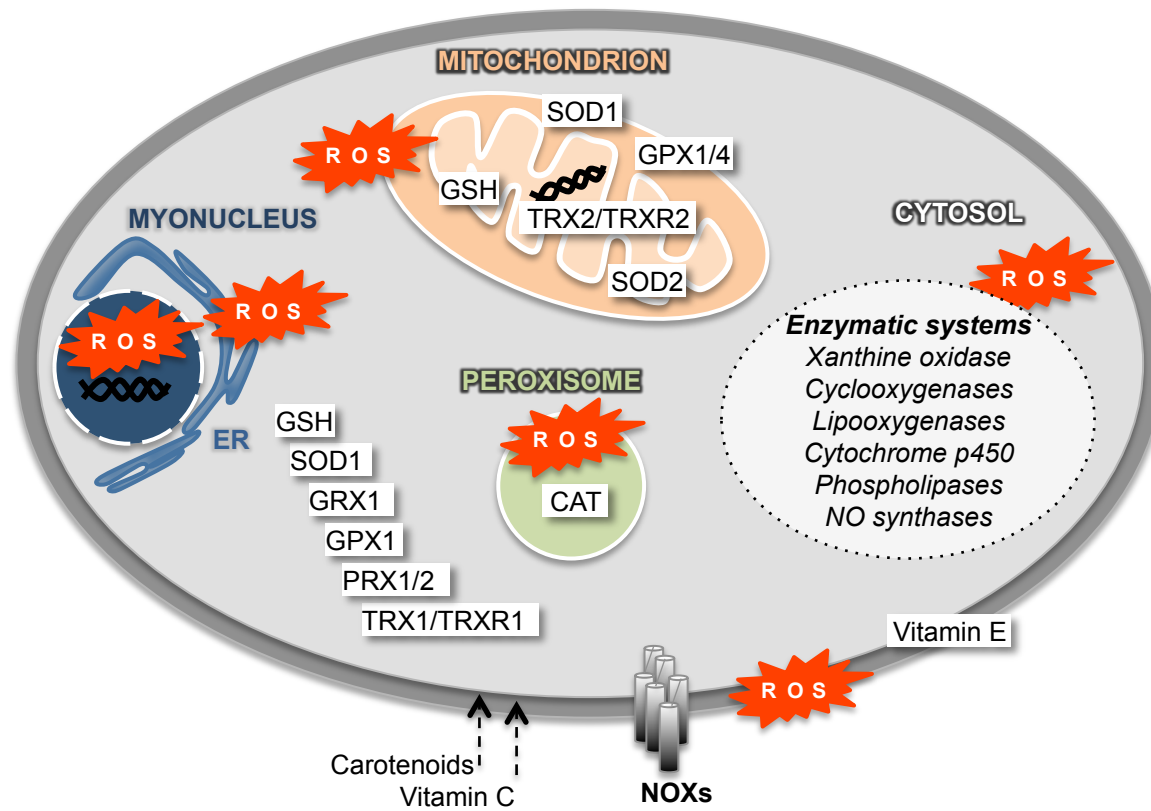 MITOCHONDRION
SOD1
R O S
GPX1/4
GSH
TRX2/TRXR2
SOD2
MYONUCLEUS
R O S
R O S
ER
CYTOSOL
R O S
Enzymatic systems
Xanthine oxidase
Cyclooxygenases
Lipooxygenases
Cytochrome p450
Phospholipases
NO synthases
PEROXISOME
R O S
CAT
GSH
SOD1
GRX1
GPX1
PRX1/2
TRX1/TRXR1
Vitamin E
R O S
Carotenoids
Vitamin C
NOXs